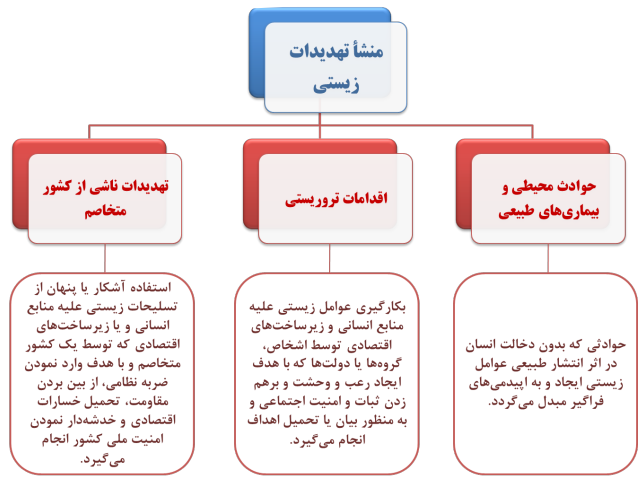 منشأ تهدیدات
زیستی
حوادث محیطی و
بیماری‌های طبیعی
اقدامات تروریستی
تهدیدات ناشی از کشور
متخاصم
حوادثی که بدون دخالت انسان
در اثر انتشار طبیعی عوامل
زیستی ایجاد و به اپیدمی‌های
فراگیر مبدل می‌گردد.
بکارگیری عوامل زیستی علیه
منابع انسانی و زیرساخت‌های
اقتصادی توسط اشخاص،
گروه‌ها یا دولت‌ها که با هدف
ایجاد رعب و وحشت و برهم
زدن ثبات و امنیت اجتماعی و
به منظور بیان یا تحمیل اهداف
انجام می‌گیرد.
استفاده آشکار یا پنهان از
تسلیحات زیستی علیه منابع
انسانی و یا زیرساخت‌های
اقتصادی که توسط یک کشور
متخاصم و با هدف وارد نمودن
ضربه نظامی، از بین بردن
مقاومت، تحمیل خسارات
اقتصادی و خدشه‌دار نمودن
امنیت ملی کشور انجام
می‌گیرد.